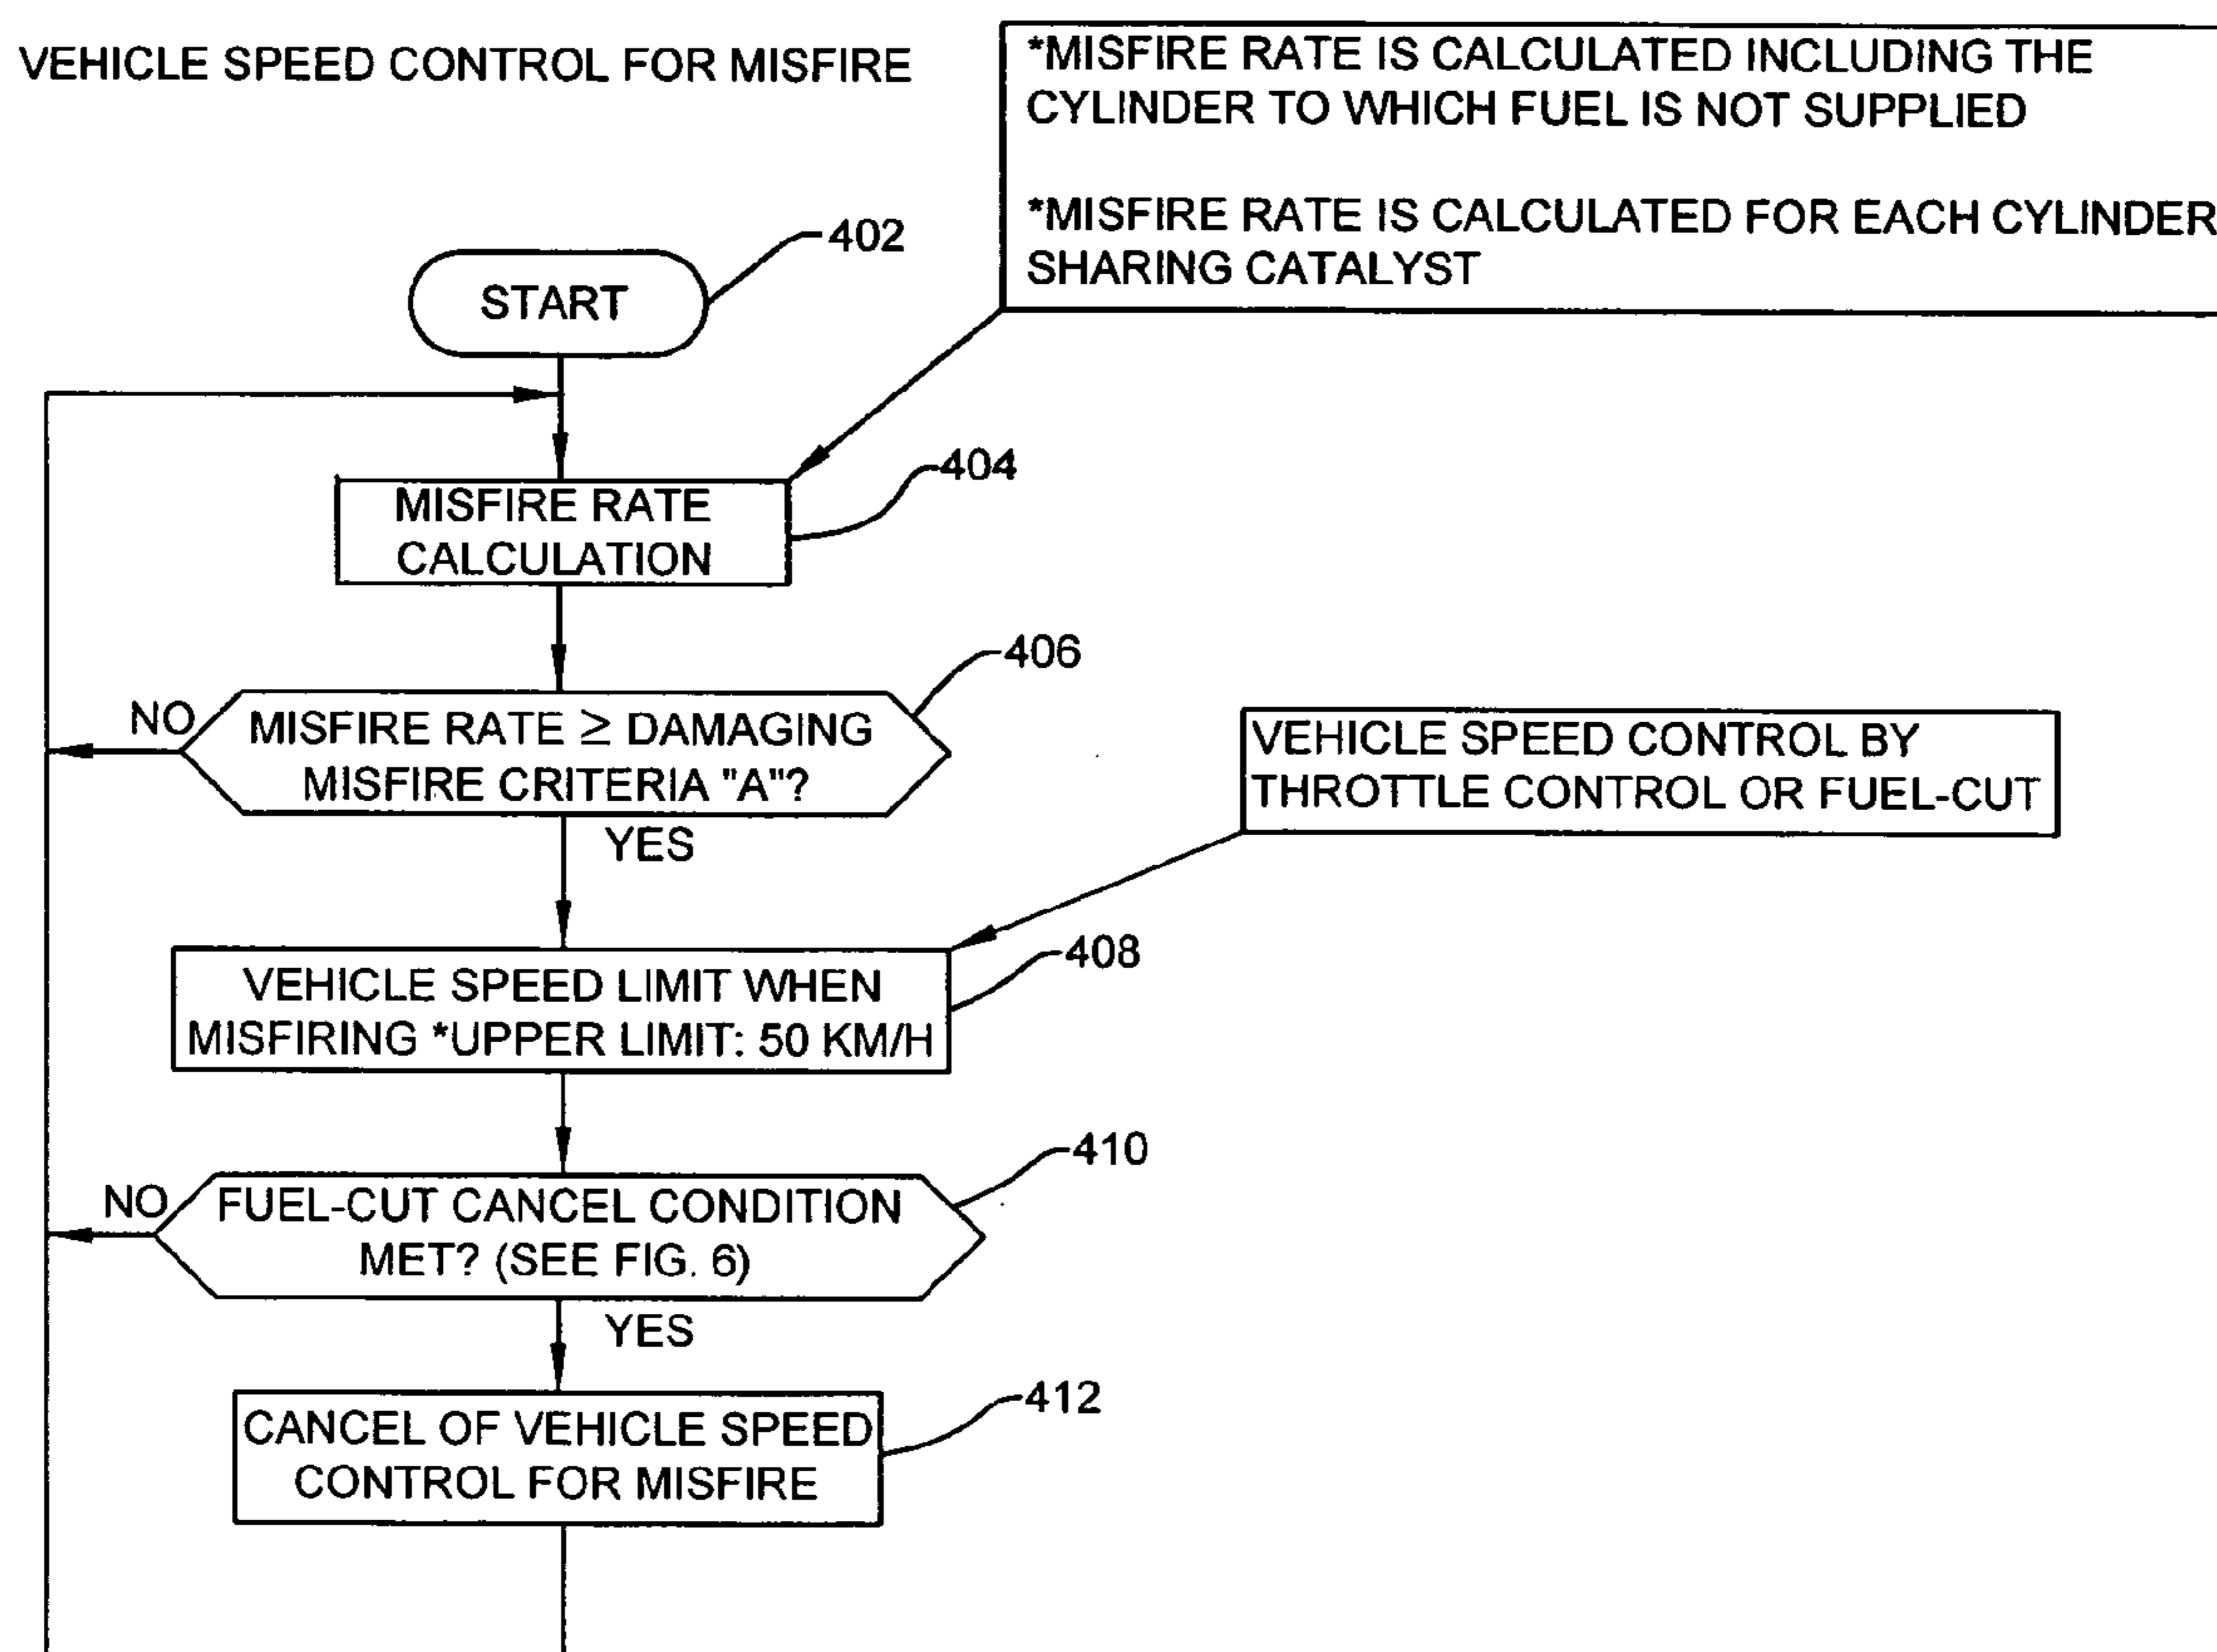 VEHICLE SPEED CONTROL FOR MISFIRE
*MISFIRE RATE IS CALCULATED INCLUDING THE
CYLINDER TO WHICH FUEL IS NOT SUPPLIED
*MISFIRE RATE IS CALCULATED FOR EACH CYLINDER
SHARING CATALYST
402
START
404
MISFIRE RATE
CALCULATION
406
NO
MISFIRE RATE ≥ DAMAGING
MISFIRE CRITERIA "A"?
YES
VEHICLE SPEED CONTROL BY
THROTTLE CONTROL OR FUEL-CUT
408
VEHICLE SPEED LIMIT WHEN
MISFIRING *UPPER LIMIT: 50 KM/H
410
NO
FUEL-CUT CANCEL CONDITION
MET? (SEE FIG. 6)
YES
412
CANCEL OF VEHICLE SPEED
CONTROL FOR MISFIRE